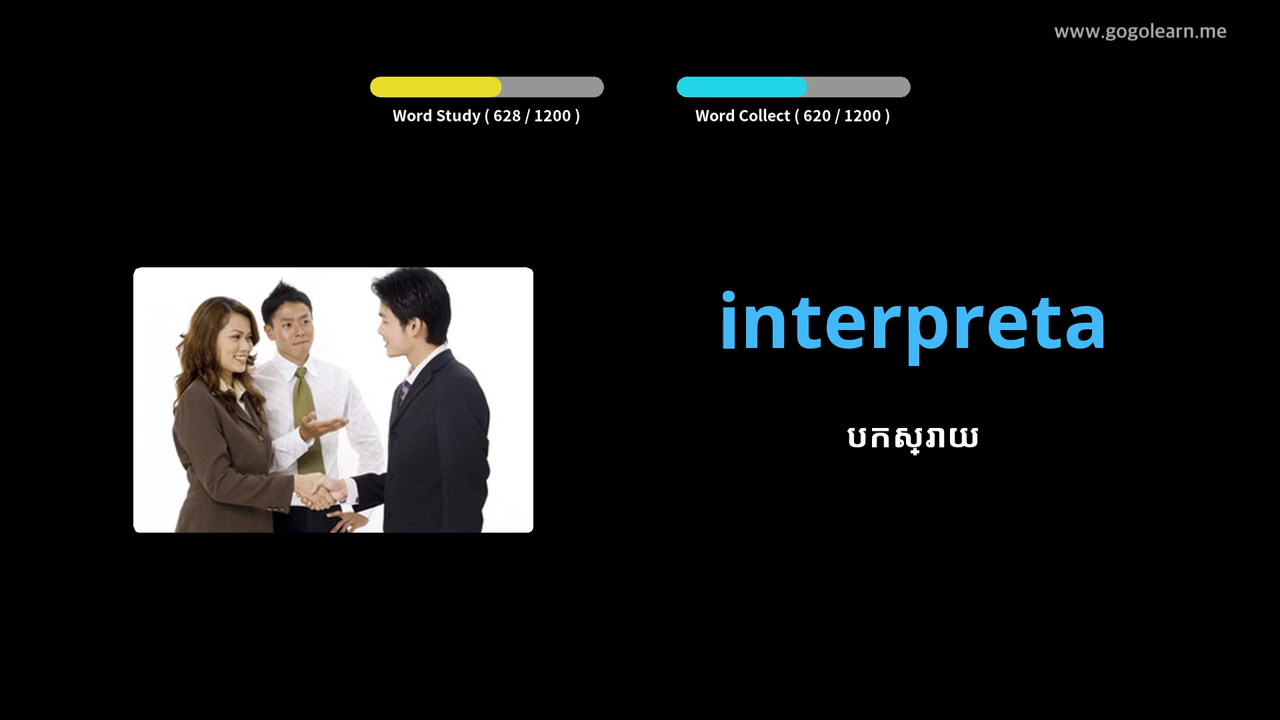 www.gogolearn.me
Word Study ( 628 / 1200 )
Word Collect ( 620 / 1200 )
interpreta
បកស្រាយ